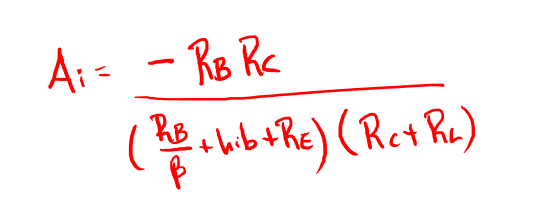 Ai = - RB RC / (RB/β + hib + RE) (RC + RL)